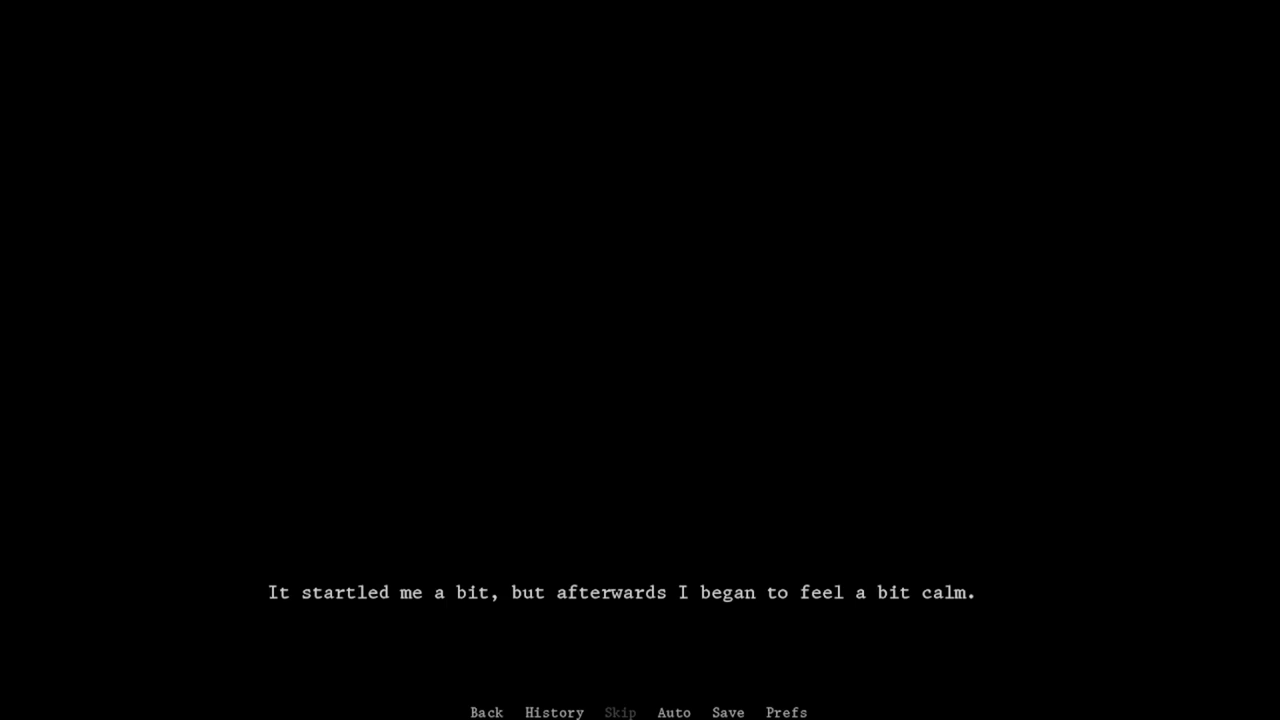 It startled me a bit, but afterwards I began to feel a bit calm.
Back History Skip Auto Save Prefs